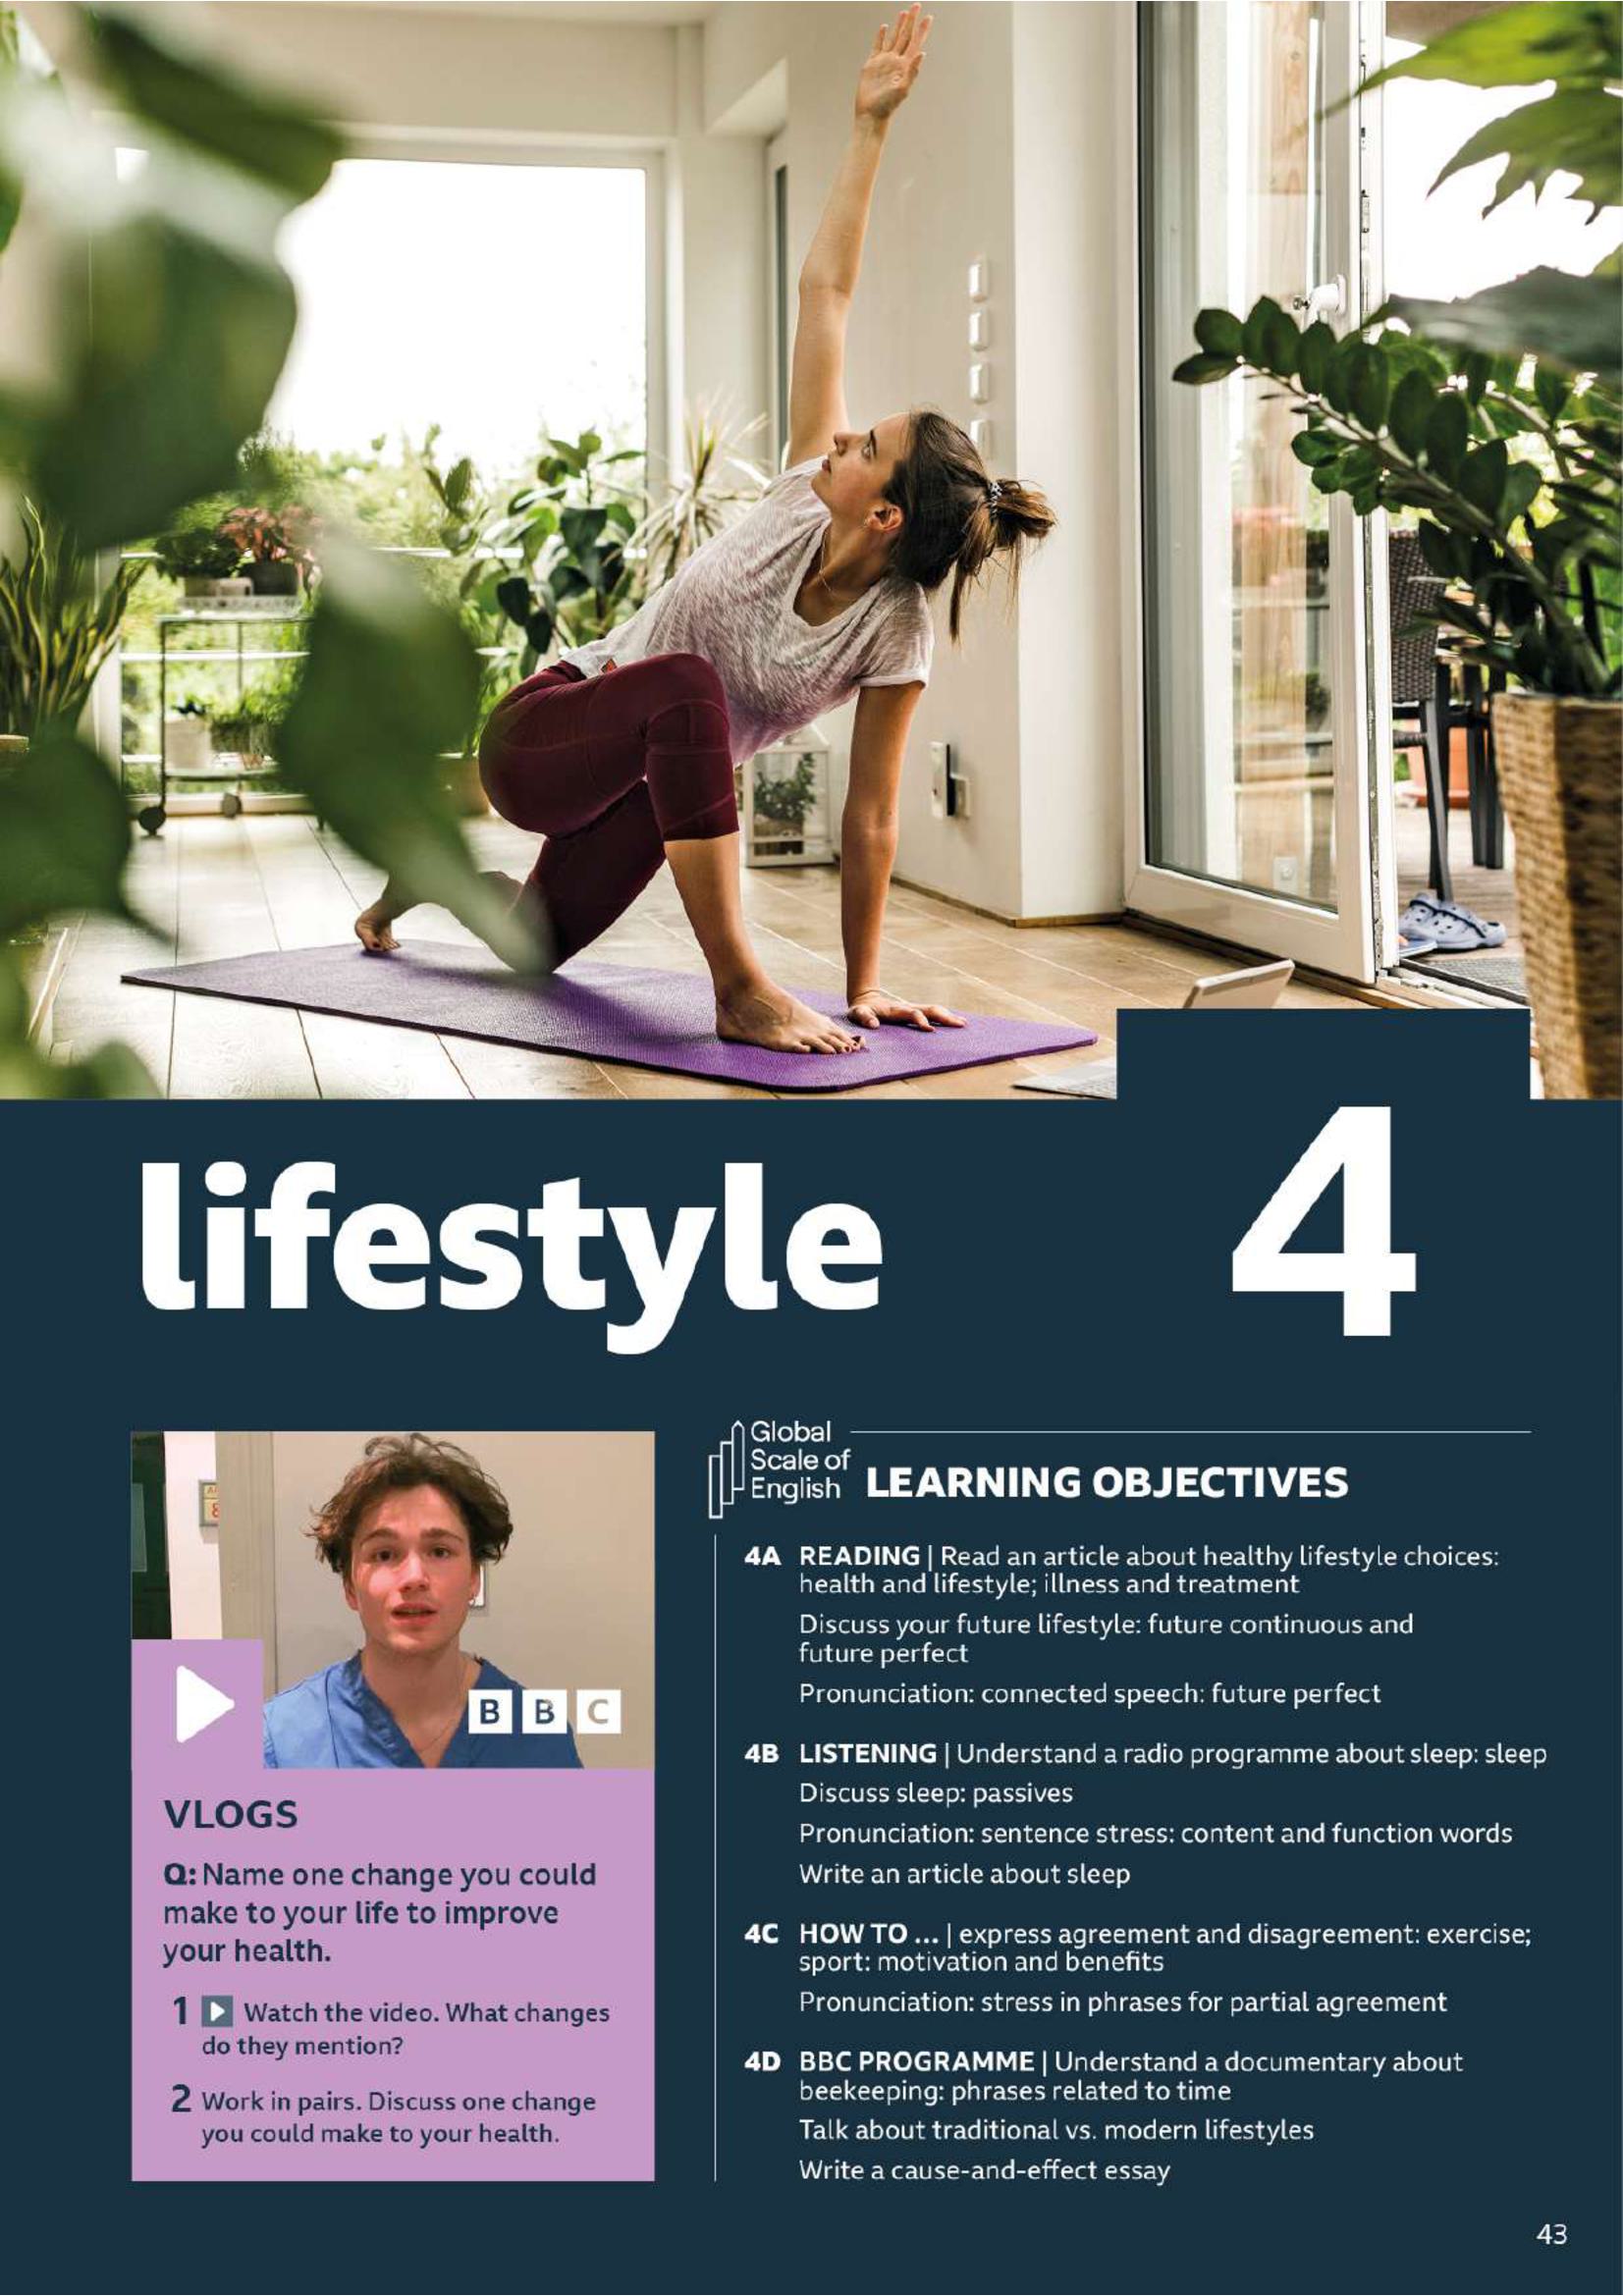 lifestyle
4
B B C
VLOGS
Q: Name one change you could
make to your life to improve
your health.
1 Watch the video. What changes
do they mention?
2 Work in pairs. Discuss one change
you could make to your health.
Global
Scale of
English
LEARNING OBJECTIVES
4A READING | Read an article about healthy lifestyle choices:
health and lifestyle; illness and treatment
Discuss your future lifestyle: future continuous and
future perfect
Pronunciation: connected speech: future perfect
4B LISTENING | Understand a radio programme about sleep: sleep
Discuss sleep: passives
Pronunciation: sentence stress: content and function words
Write an article about sleep
4C HOW TO ... | express agreement and disagreement: exercise;
sport: motivation and benefits
Pronunciation: stress in phrases for partial agreement
4D BBC PROGRAMME | Understand a documentary about
beekeeping: phrases related to time
Talk about traditional vs. modern lifestyles
Write a cause-and-effect essay
43